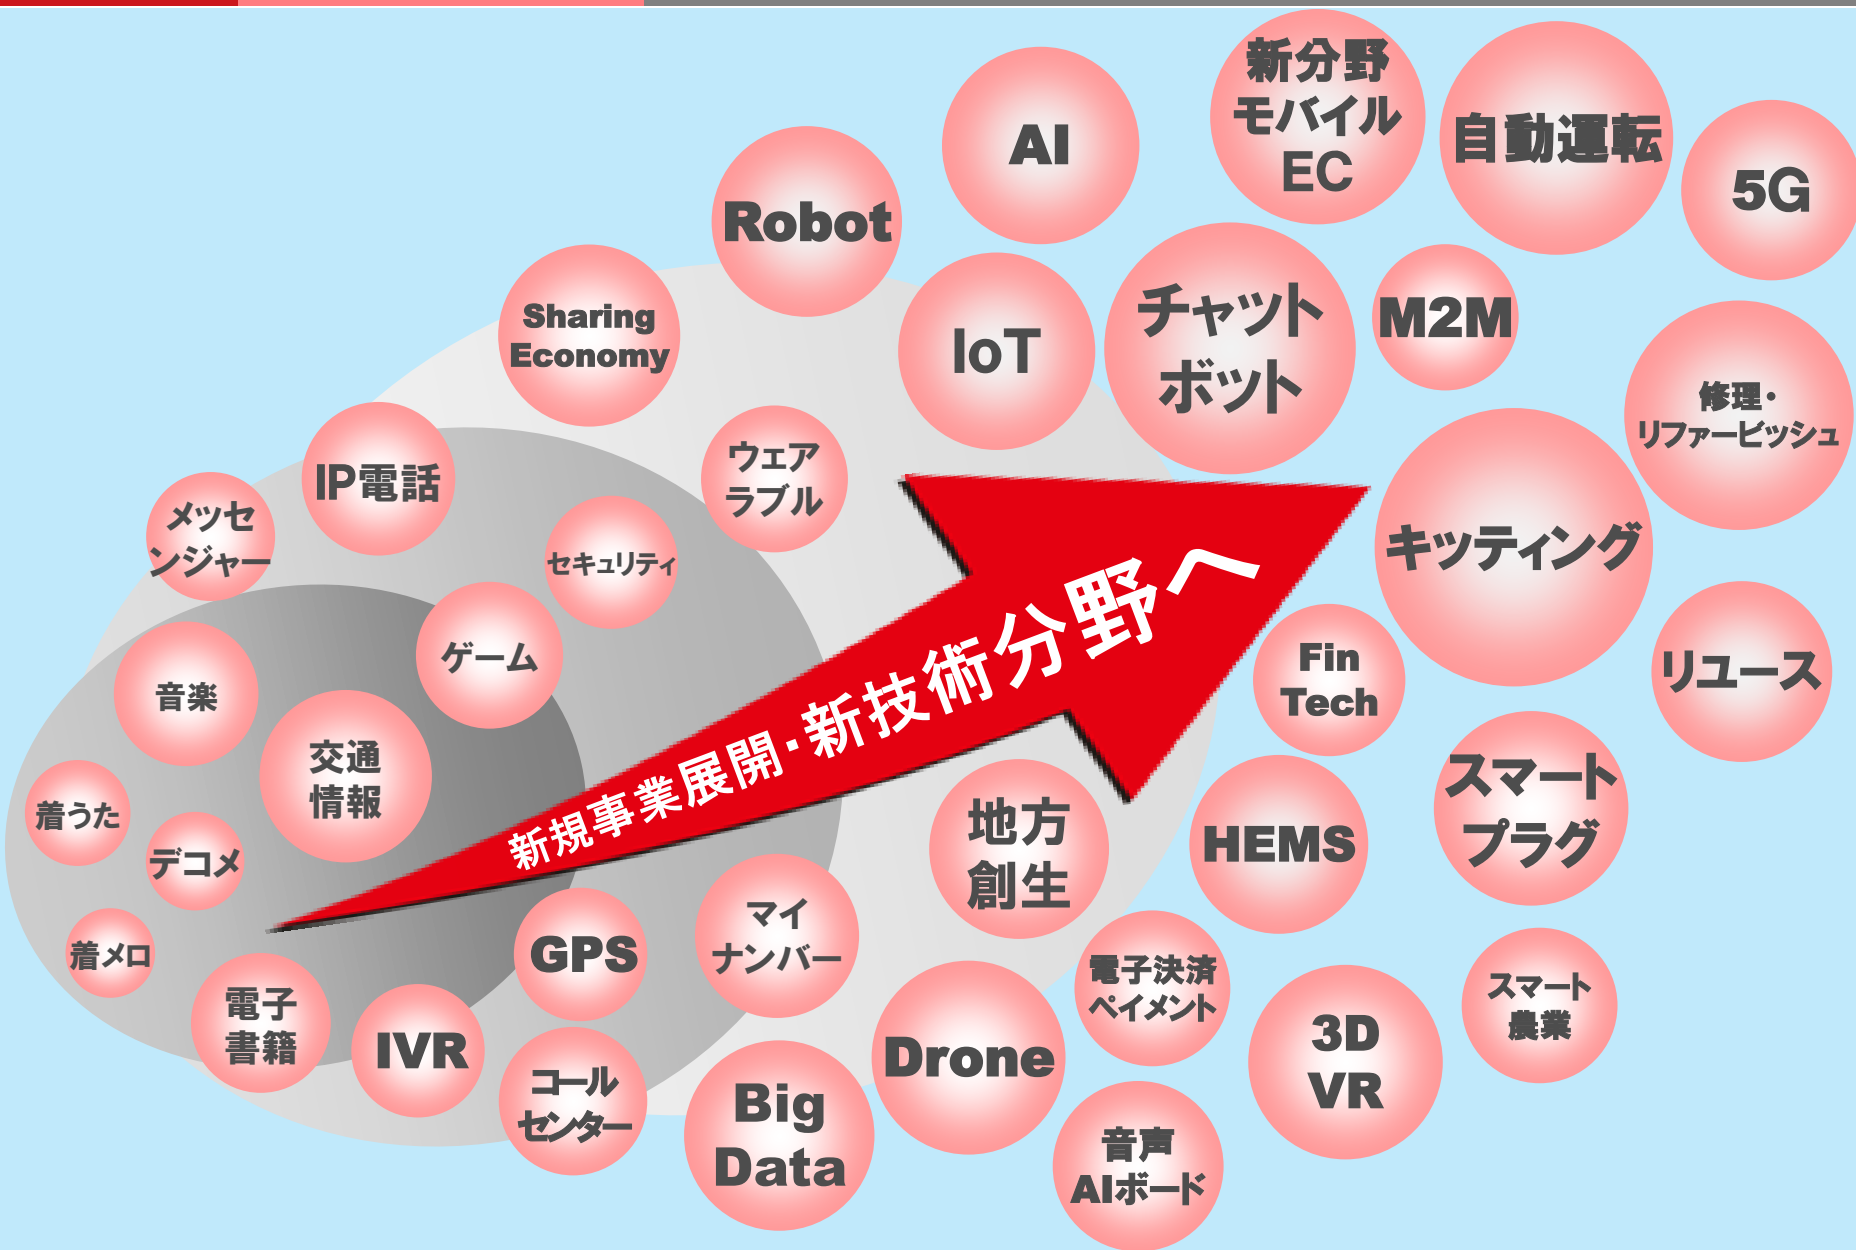 新分野
モバイル
EC
自動運転
AI
5G
Robot
Sharing
Economy
IoT
チャット
ボット
M2M
修理・
リファービッシュ
IP電話
ウェア
ラブル
メッセ
ンジャー
セキュリティ
キッティング
ゲーム
音楽
Fin
Tech
リユース
交通
情報
新規事業展開・新技術分野へ
着うた
デコメ
地方
創生
HEMS
スマート
プラグ
着メロ
GPS
マイ
ナンバー
電子
書籍
IVR
コール
センター
Big
Data
Drone
電子決済
ペイメント
3D
VR
スマート
農業
音声
AIボード